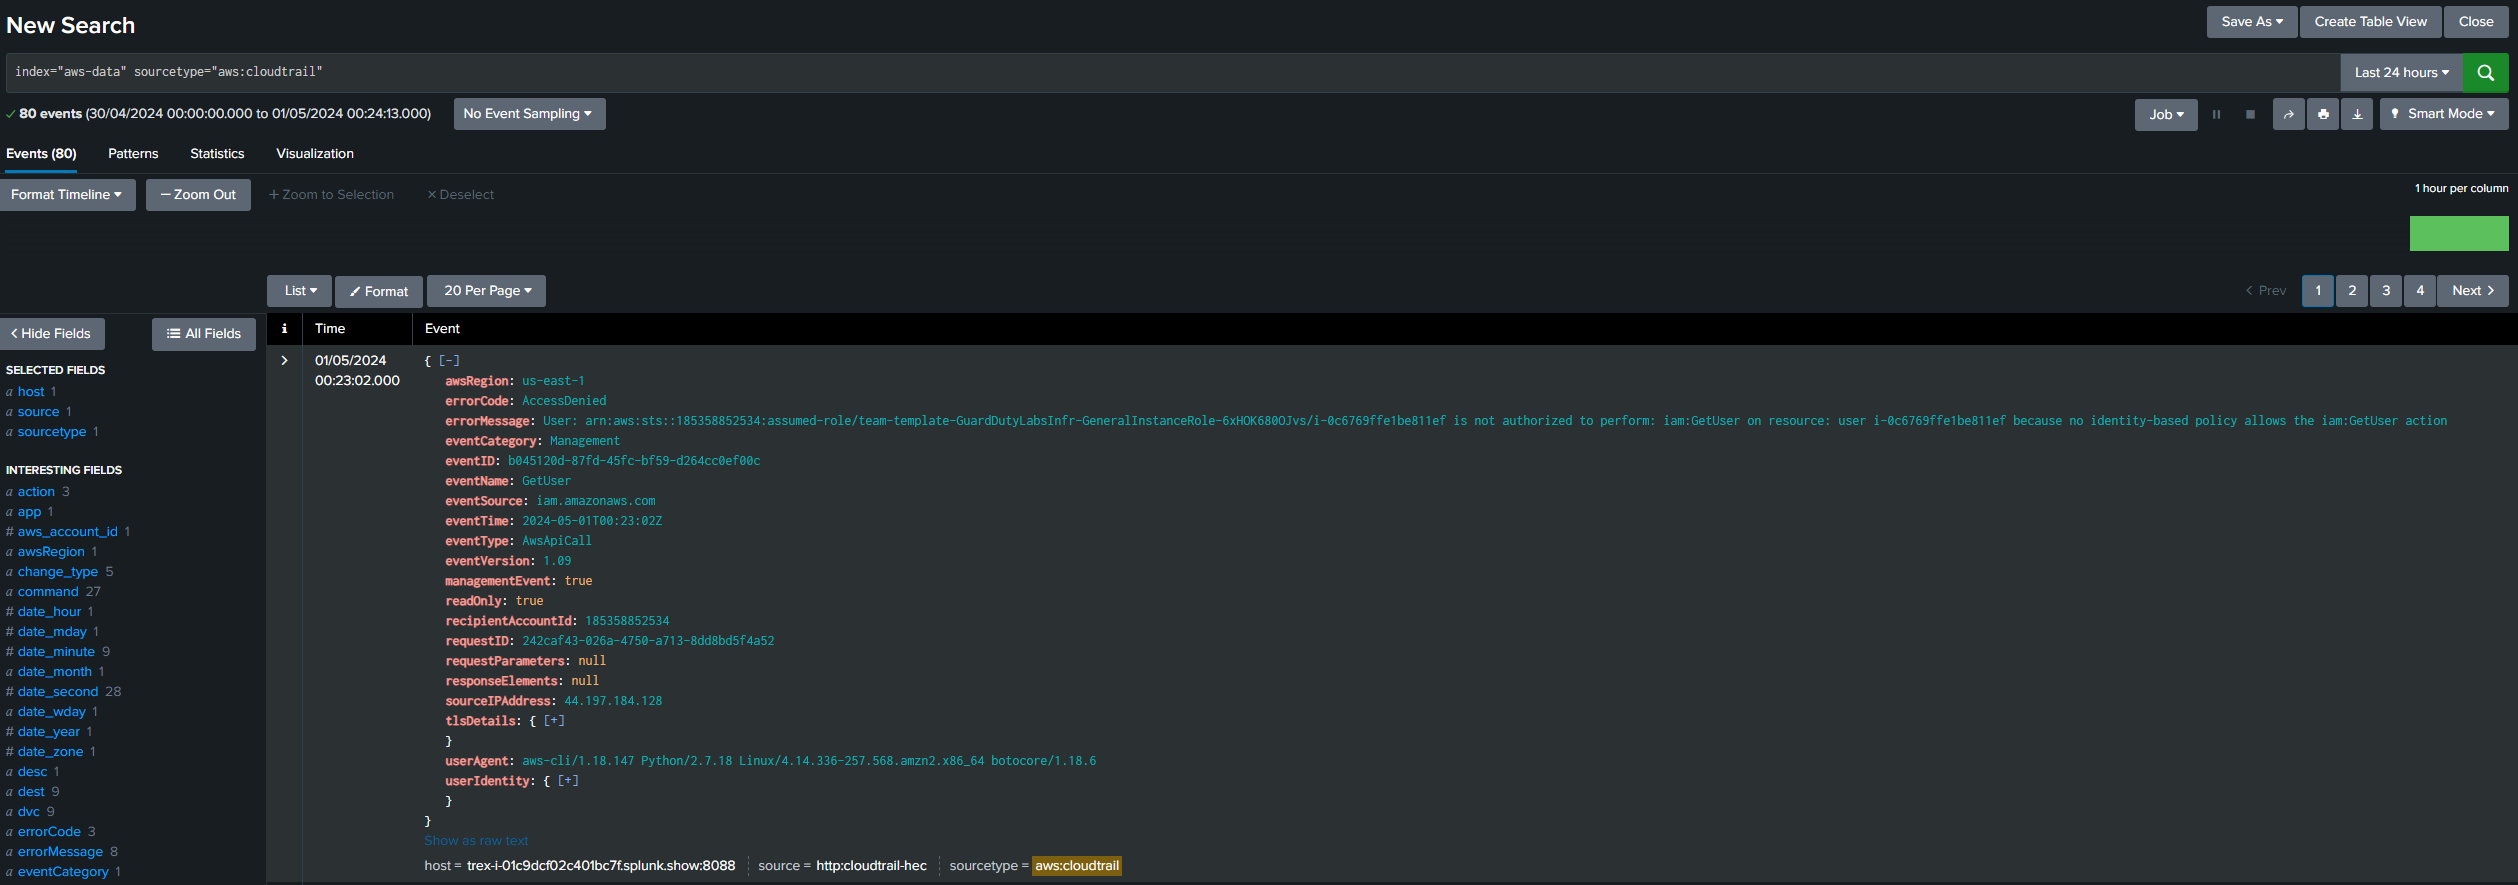 New Search
Save As
Create Table View
Close
index="aws-data" sourcetype="aws:cloudtrail"
Last 24 hours
80 events (30/04/2024 00:00:00.000 to 01/05/2024 00:24:13.000)
No Event Sampling
Job
Smart Mode
Events (80)
Patterns
Statistics
Visualization
Format Timeline
— Zoom Out
+ Zoom to Selection
× Deselect
1 hour per column
List
Format
20 Per Page
< Prev
1
2
3
4
Next >
< Hide Fields
All Fields
SELECTED FIELDS
a host 1
a source 1
a sourcetype 1
INTERESTING FIELDS
a action 3
a app 1
# aws_account_id 1
a awsRegion 1
a change_type 5
a command 27
# date_hour 1
# date_mday 1
# date_minute 9
a date_month 1
# date_second 28
a date_wday 1
# date_year 1
# date_zone 1
a desc 1
a dest 9
a dvc 9
a errorCode 3
a errorMessage 8
a eventCategory 1
i
Time
Event
01/05/2024
00:23:02.000
{ [-]
awsRegion: us-east-1
errorCode: AccessDenied
errorMessage: User: arn:aws:sts::185358852534:assumed-role/team-template-GuardDutyLabsInfr-GeneralInstanceRole-6xHOK680OJvs/i-0c6769ffe1be811ef is not authorized to perform: iam:GetUser on resource: user i-0c6769ffe1be811ef because no identity-based policy allows the iam:GetUser action
eventCategory: Management
eventID: b045120d-87fd-45fc-bf59-d264cc0ef00c
eventName: GetUser
eventSource: iam.amazonaws.com
eventTime: 2024-05-01T00:23:02Z
eventType: AwsApiCall
eventVersion: 1.09
managementEvent: true
readOnly: true
recipientAccountId: 185358852534
requestID: 242caf43-026a-4750-a713-8dd8bd5f4a52
requestParameters: null
responseElements: null
sourceIPAddress: 44.197.184.128
tlsDetails: { [+]
}
userAgent: aws-cli/1.18.147 Python/2.7.18 Linux/4.14.336-257.568.amzn2.x86_64 botocore/1.18.6
userIdentity: { [+]
}
}
Show as raw text
host = trex-i-01c9dcf02c401bc7f.splunk.show:8088
source = http:cloudtrail-hec
sourcetype = aws:cloudtrail